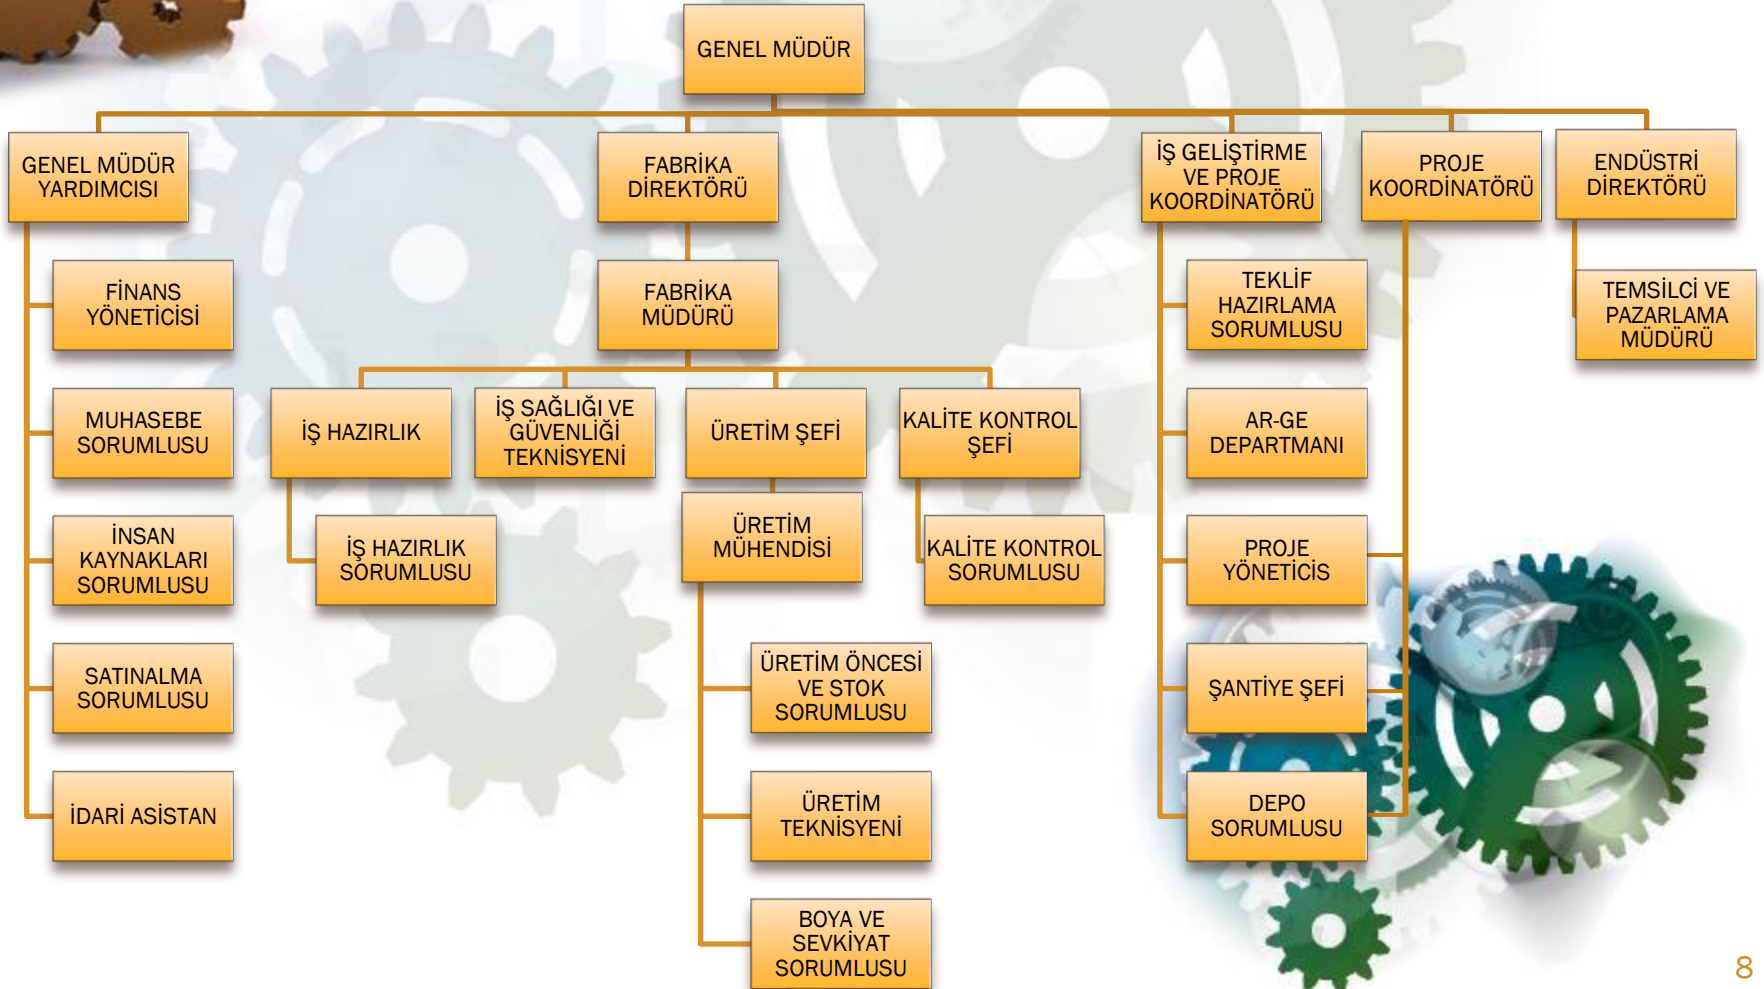 GENEL MÜDÜR
GENEL MÜDÜR
YARDIMCISI
FABRİKA
DİREKTÖRÜ
İŞ GELİŞTİRME
VE PROJE
KOORDİNATÖRÜ
PROJE
KOORDİNATÖRÜ
ENDÜSTRİ
DİREKTÖRÜ
FİNANS
YÖNETİCİSİ
FABRİKA
MÜDÜRÜ
TEKLİF
HAZIRLAMA
SORUMLUSU
TEMSİLCİ VE
PAZARLAMA
MÜDÜRÜ
MUHASEBE
SORUMLUSU
İŞ HAZIRLIK
İŞ SAĞLIĞI VE
GÜVENLİĞİ
TEKNİSYENİ
ÜRETİM ŞEFİ
KALİTE KONTROL
ŞEFİ
AR-GE
DEPARTMANI
İNSAN
KAYNAKLARI
SORUMLUSU
İŞ HAZIRLIK
SORUMLUSU
ÜRETİM
MÜHENDİSİ
KALİTE KONTROL
SORUMLUSU
PROJE
YÖNETİCİS
SATINALMA
SORUMLUSU
ÜRETİM ÖNCESİ
VE STOK
SORUMLUSU
ŞANTİYE ŞEFİ
İDARİ ASİSTAN
ÜRETİM
TEKNİSYENİ
DEPO
SORUMLUSU
BOYA VE
SEVKİYAT
SORUMLUSU
8